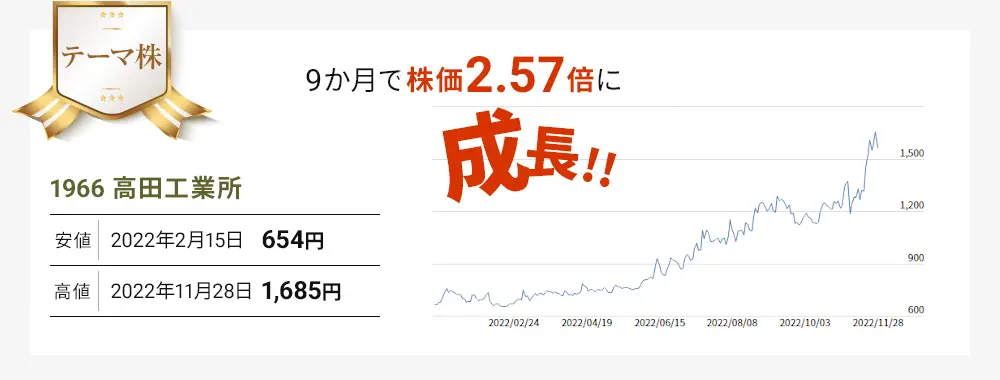 テーマ株
9か月で株価2.57倍に
成長!!
1966 高田工業所
安値 2022年2月15日 654円
高値 2022年11月28日 1,685円
1,500
1,200
900
600
2022/02/24 2022/04/19 2022/06/15 2022/08/08 2022/10/03 2022/11/28